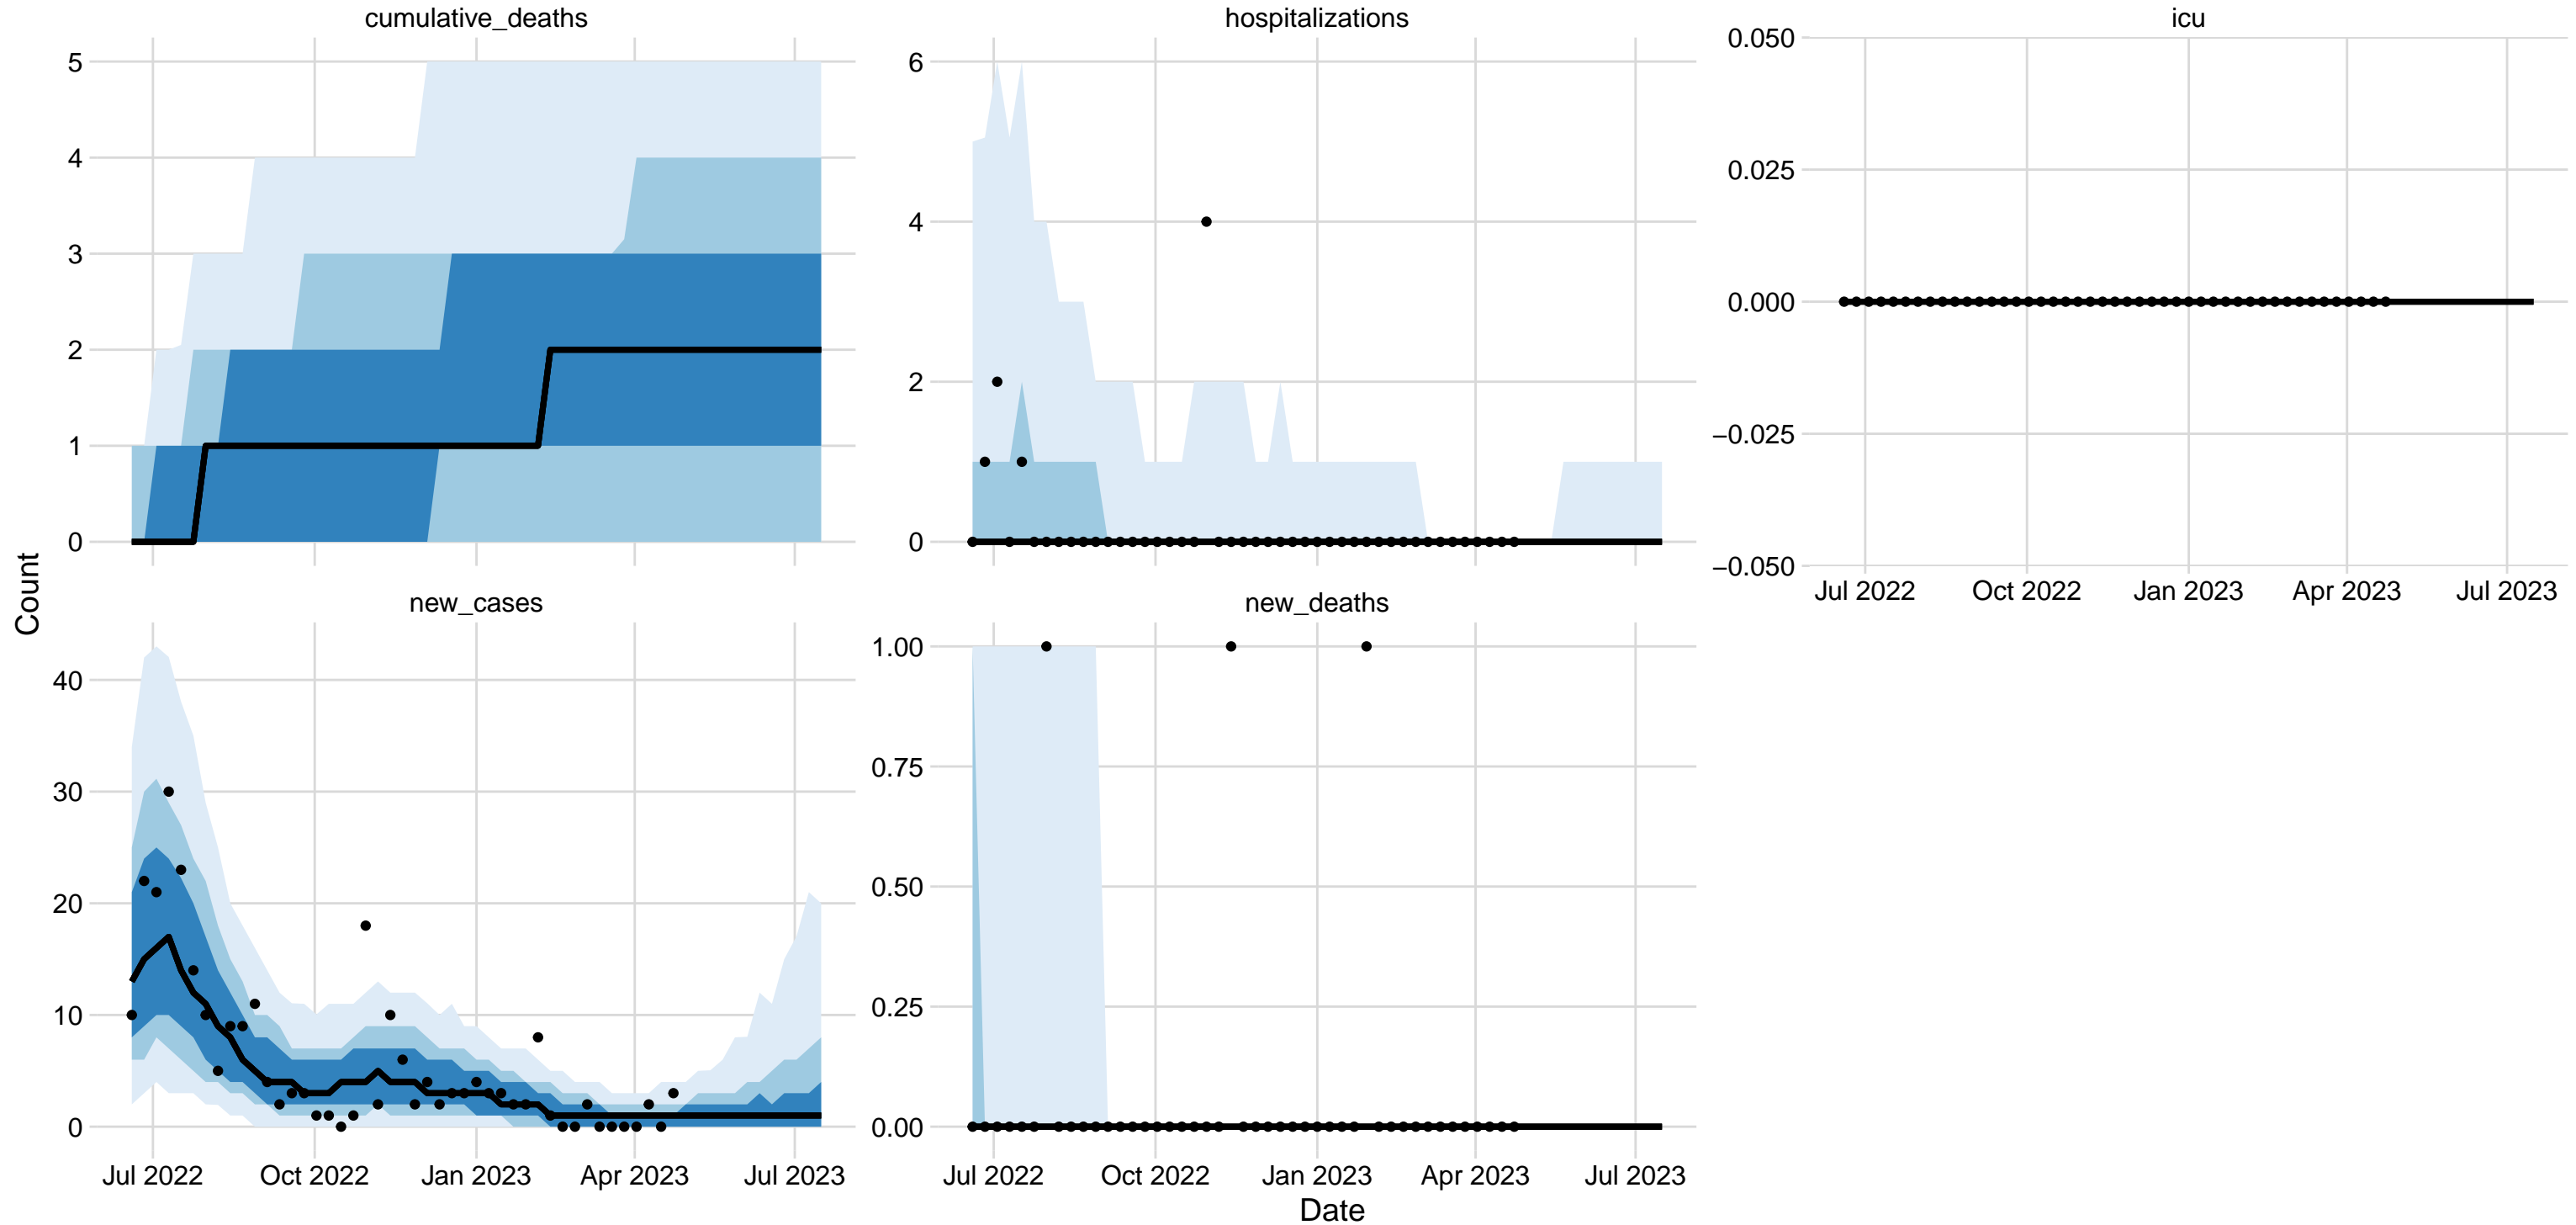 cumulative_deaths
hospitalizations
icu
5
4
3
2
1
0
6
4
2
0
0.050
0.025
0.000
−0.025
−0.050
Jul 2022 Oct 2022 Jan 2023 Apr 2023 Jul 2023
Count
new_cases
new_deaths
40
30
20
10
0
1.00
0.75
0.50
0.25
0.00
Jul 2022 Oct 2022 Jan 2023 Apr 2023 Jul 2023
Jul 2022 Oct 2022 Jan 2023 Apr 2023 Jul 2023
Date